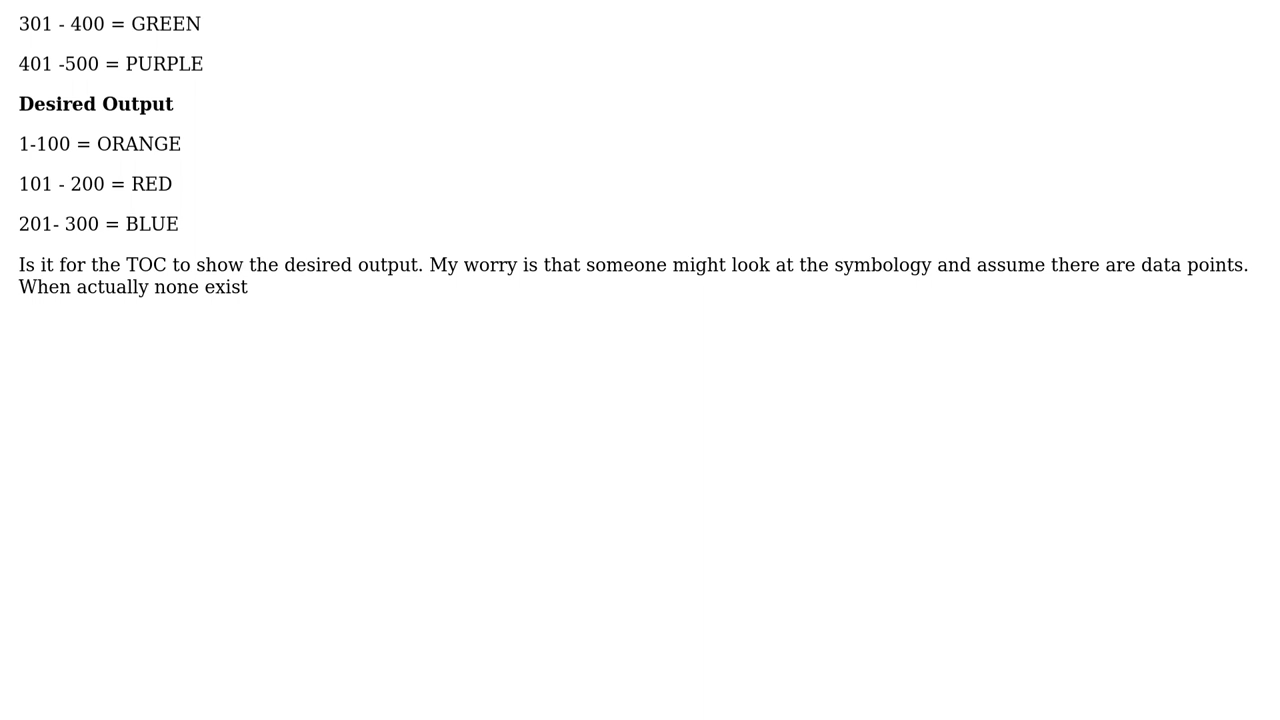 301 - 400 = GREEN
401 -500 = PURPLE
Desired Output
1-100 = ORANGE
101 - 200 = RED
201- 300 = BLUE
Is it for the TOC to show the desired output. My worry is that someone might look at the symbology and assume there are data points.
When actually none exist